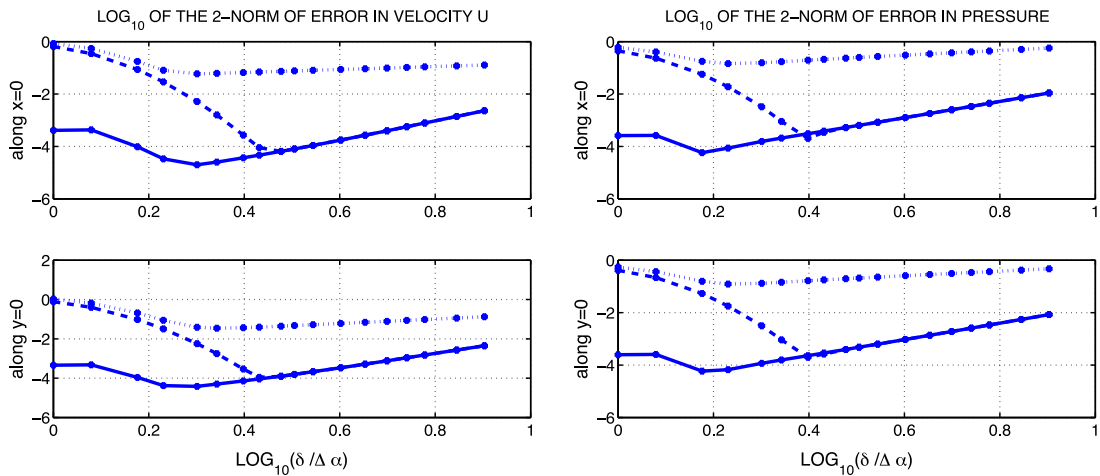 LOG10 OF THE 2−NORM OF ERROR IN VELOCITY U
0
−2
−4
−6
along x=0
0 0.2 0.4 0.6 0.8 1
LOG10 OF THE 2−NORM OF ERROR IN PRESSURE
0
−2
−4
−6
along x=0
0 0.2 0.4 0.6 0.8 1
2
0
−2
−4
−6
along y=0
0 0.2 0.4 0.6 0.8 1
LOG10(δ /Δ α)
0
−2
−4
−6
along y=0
0 0.2 0.4 0.6 0.8 1
LOG10(δ /Δ α)